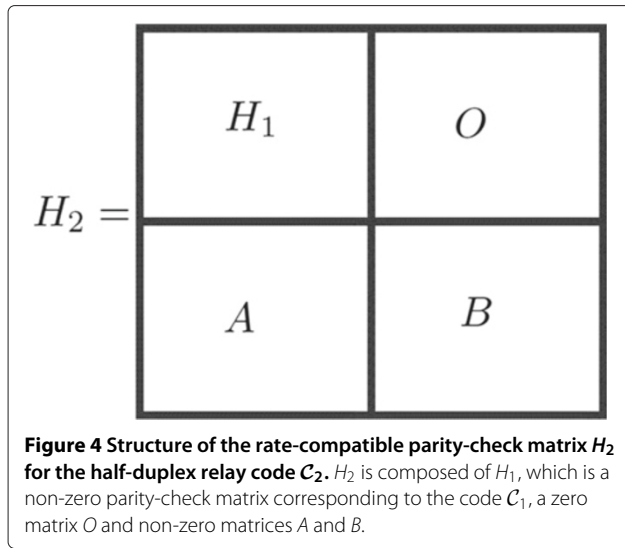 H₁ O
H₂ =
A B
Figure 4 Structure of the rate-compatible parity-check matrix H₂
for the half-duplex relay code 𝒞₂. H₂ is composed of H₁, which is a
non-zero parity-check matrix corresponding to the code 𝒞₁, a zero
matrix O and non-zero matrices A and B.